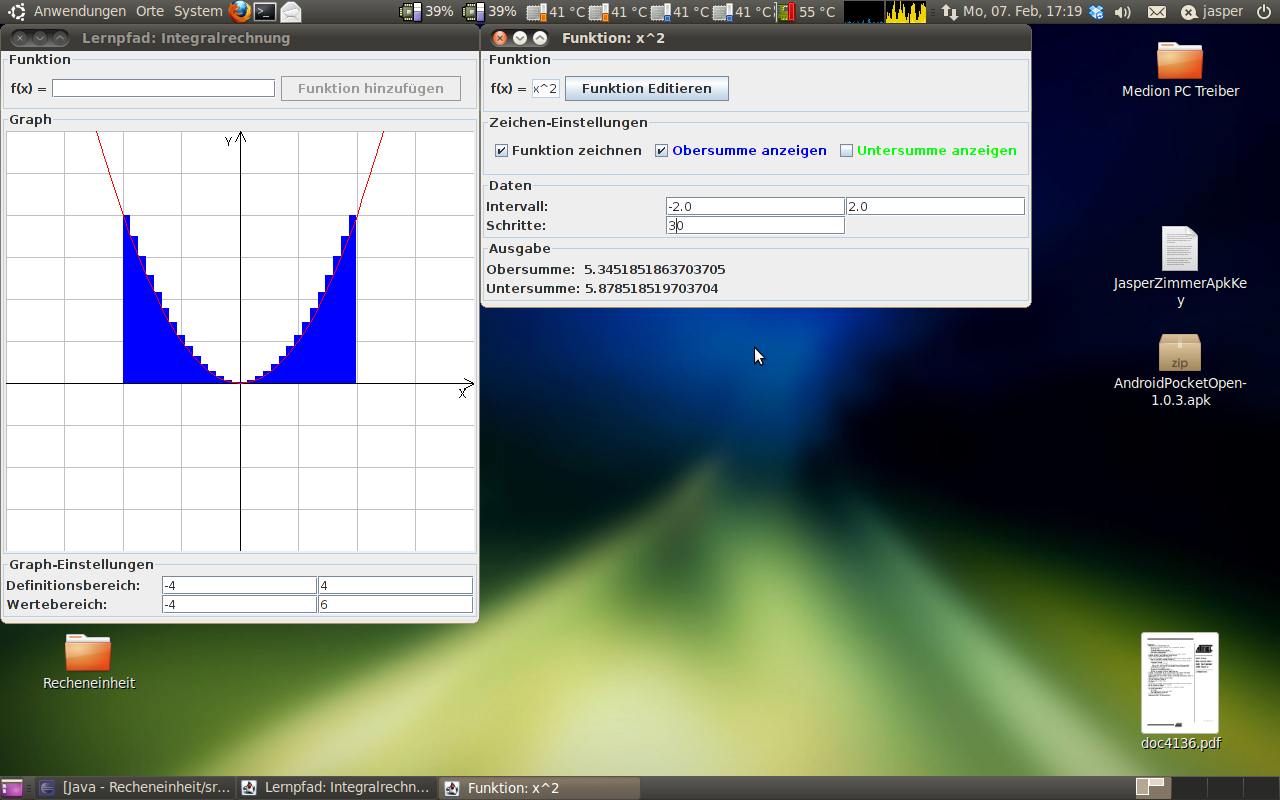 Anwendungen Orte System 39% 39% 41 °C 41 °C 41 °C 41 °C 55 °C Mo, 07. Feb, 17:19 jasper
Lernpfad: Integralrechnung
Funktion
f(x) = Funktion hinzufügen
Graph
Y
X
Graph-Einstellungen
Definitionsbereich: -4 4
Wertebereich: -4 6
Funktion: x^2
Funktion
f(x) = x^2 Funktion Editieren
Zeichen-Einstellungen
Funktion zeichnen Obersumme anzeigen Untersumme anzeigen
Daten
Intervall: -2.0 2.0
Schritte: 30
Ausgabe
Obersumme: 5.3451851863703705
Untersumme: 5.878518519703704
Medion PC Treiber
JasperZimmerApkKe
y
zip
AndroidPocketOpen-
1.0.3.apk
Recheneinheit
doc4136.pdf
[Java - Recheneinheit/sr... Lernpfad: Integralrechn... Funktion: x^2